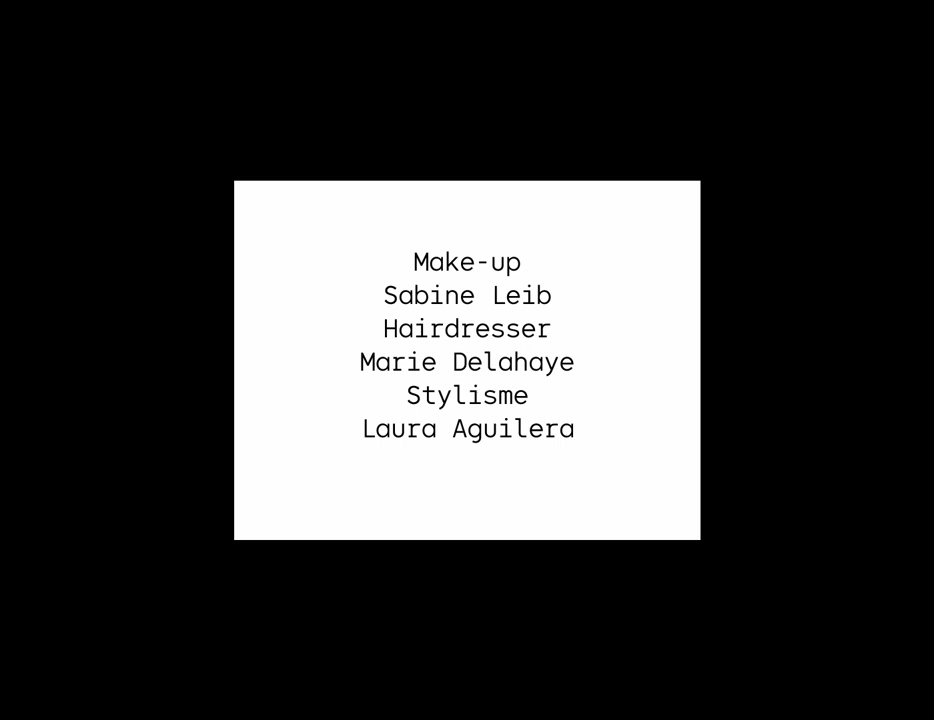 Make-up
Sabine Leib
Hairdresser
Marie Delahaye
Stylisme
Laura Aguilera